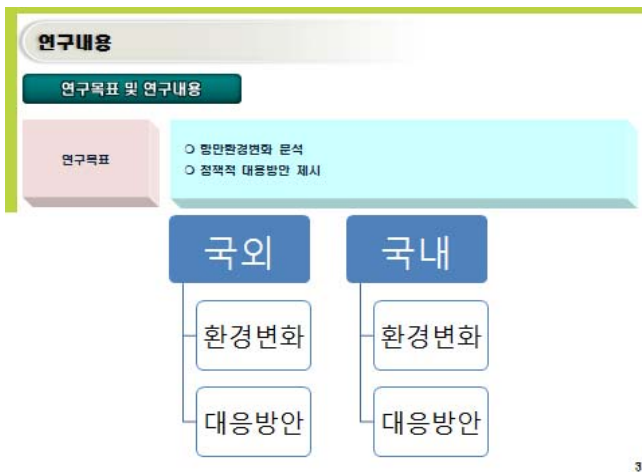 연구내용
연구목표 및 연구내용
연구목표
○ 항만환경변화 분석
○ 정책적 대응방안 제시
국외
국내
환경변화
환경변화
대응방안
대응방안
3